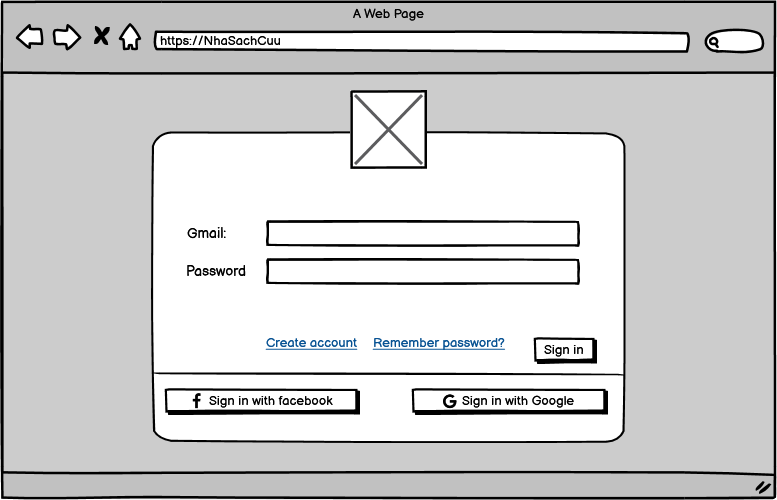 A Web Page
https://NhaSachCuu
Gmail:
Password
Create account
Remember password?
Sign in
Sign in with facebook
Sign in with Google